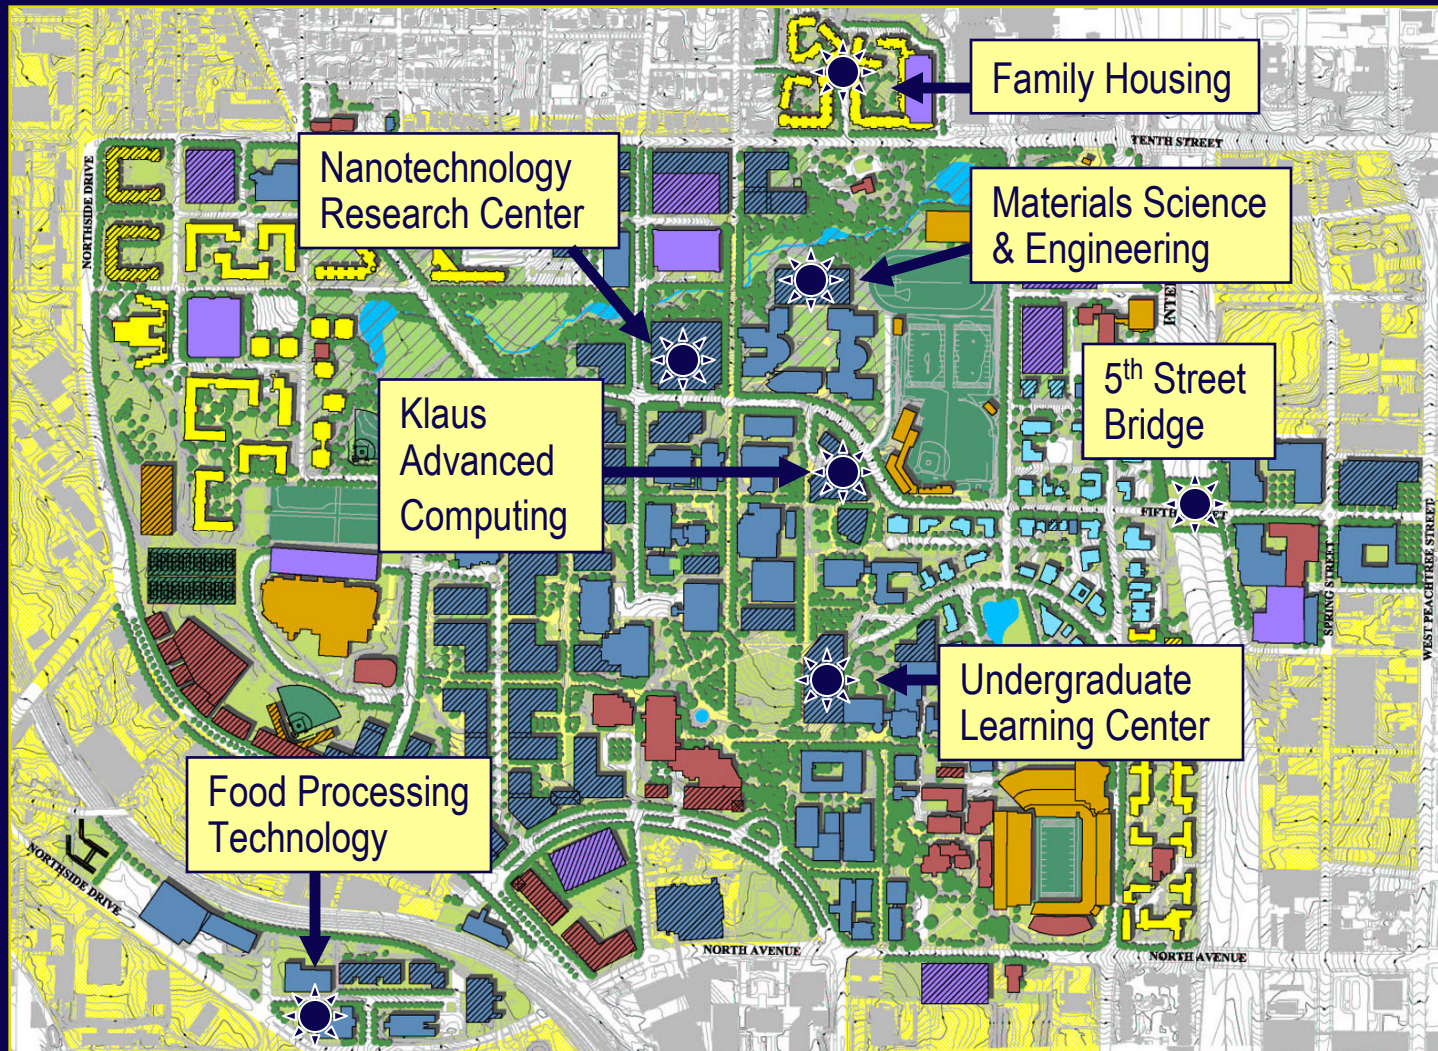 Family Housing
TENTH STREET
Nanotechnology
Research Center
Materials Science
& Engineering
NORTHSIDE DRIVE
5th Street
Bridge
Klaus
Advanced
Computing
SPRING STREET
WEST PEACHTREE STREET
Undergraduate
Learning Center
Food Processing
Technology
NORTHSIDE DRIVE
NORTH AVENUE
NORTH AVENUE